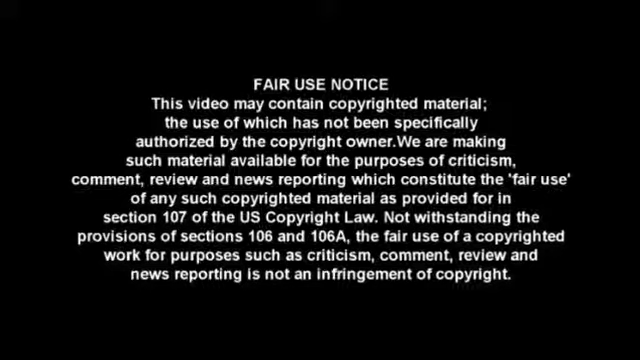 FAIR USE NOTICE
This video may contain copyrighted material;
the use of which has not been specifically
authorized by the copyright owner.We are making
such material available for the purposes of criticism,
comment, review and news reporting which constitute the 'fair use'
of any such copyrighted material as provided for in
section 107 of the US Copyright Law. Not withstanding the
provisions of sections 106 and 106A, the fair use of a copyrighted
work for purposes such as criticism, comment, review and
news reporting is not an infringement of copyright.